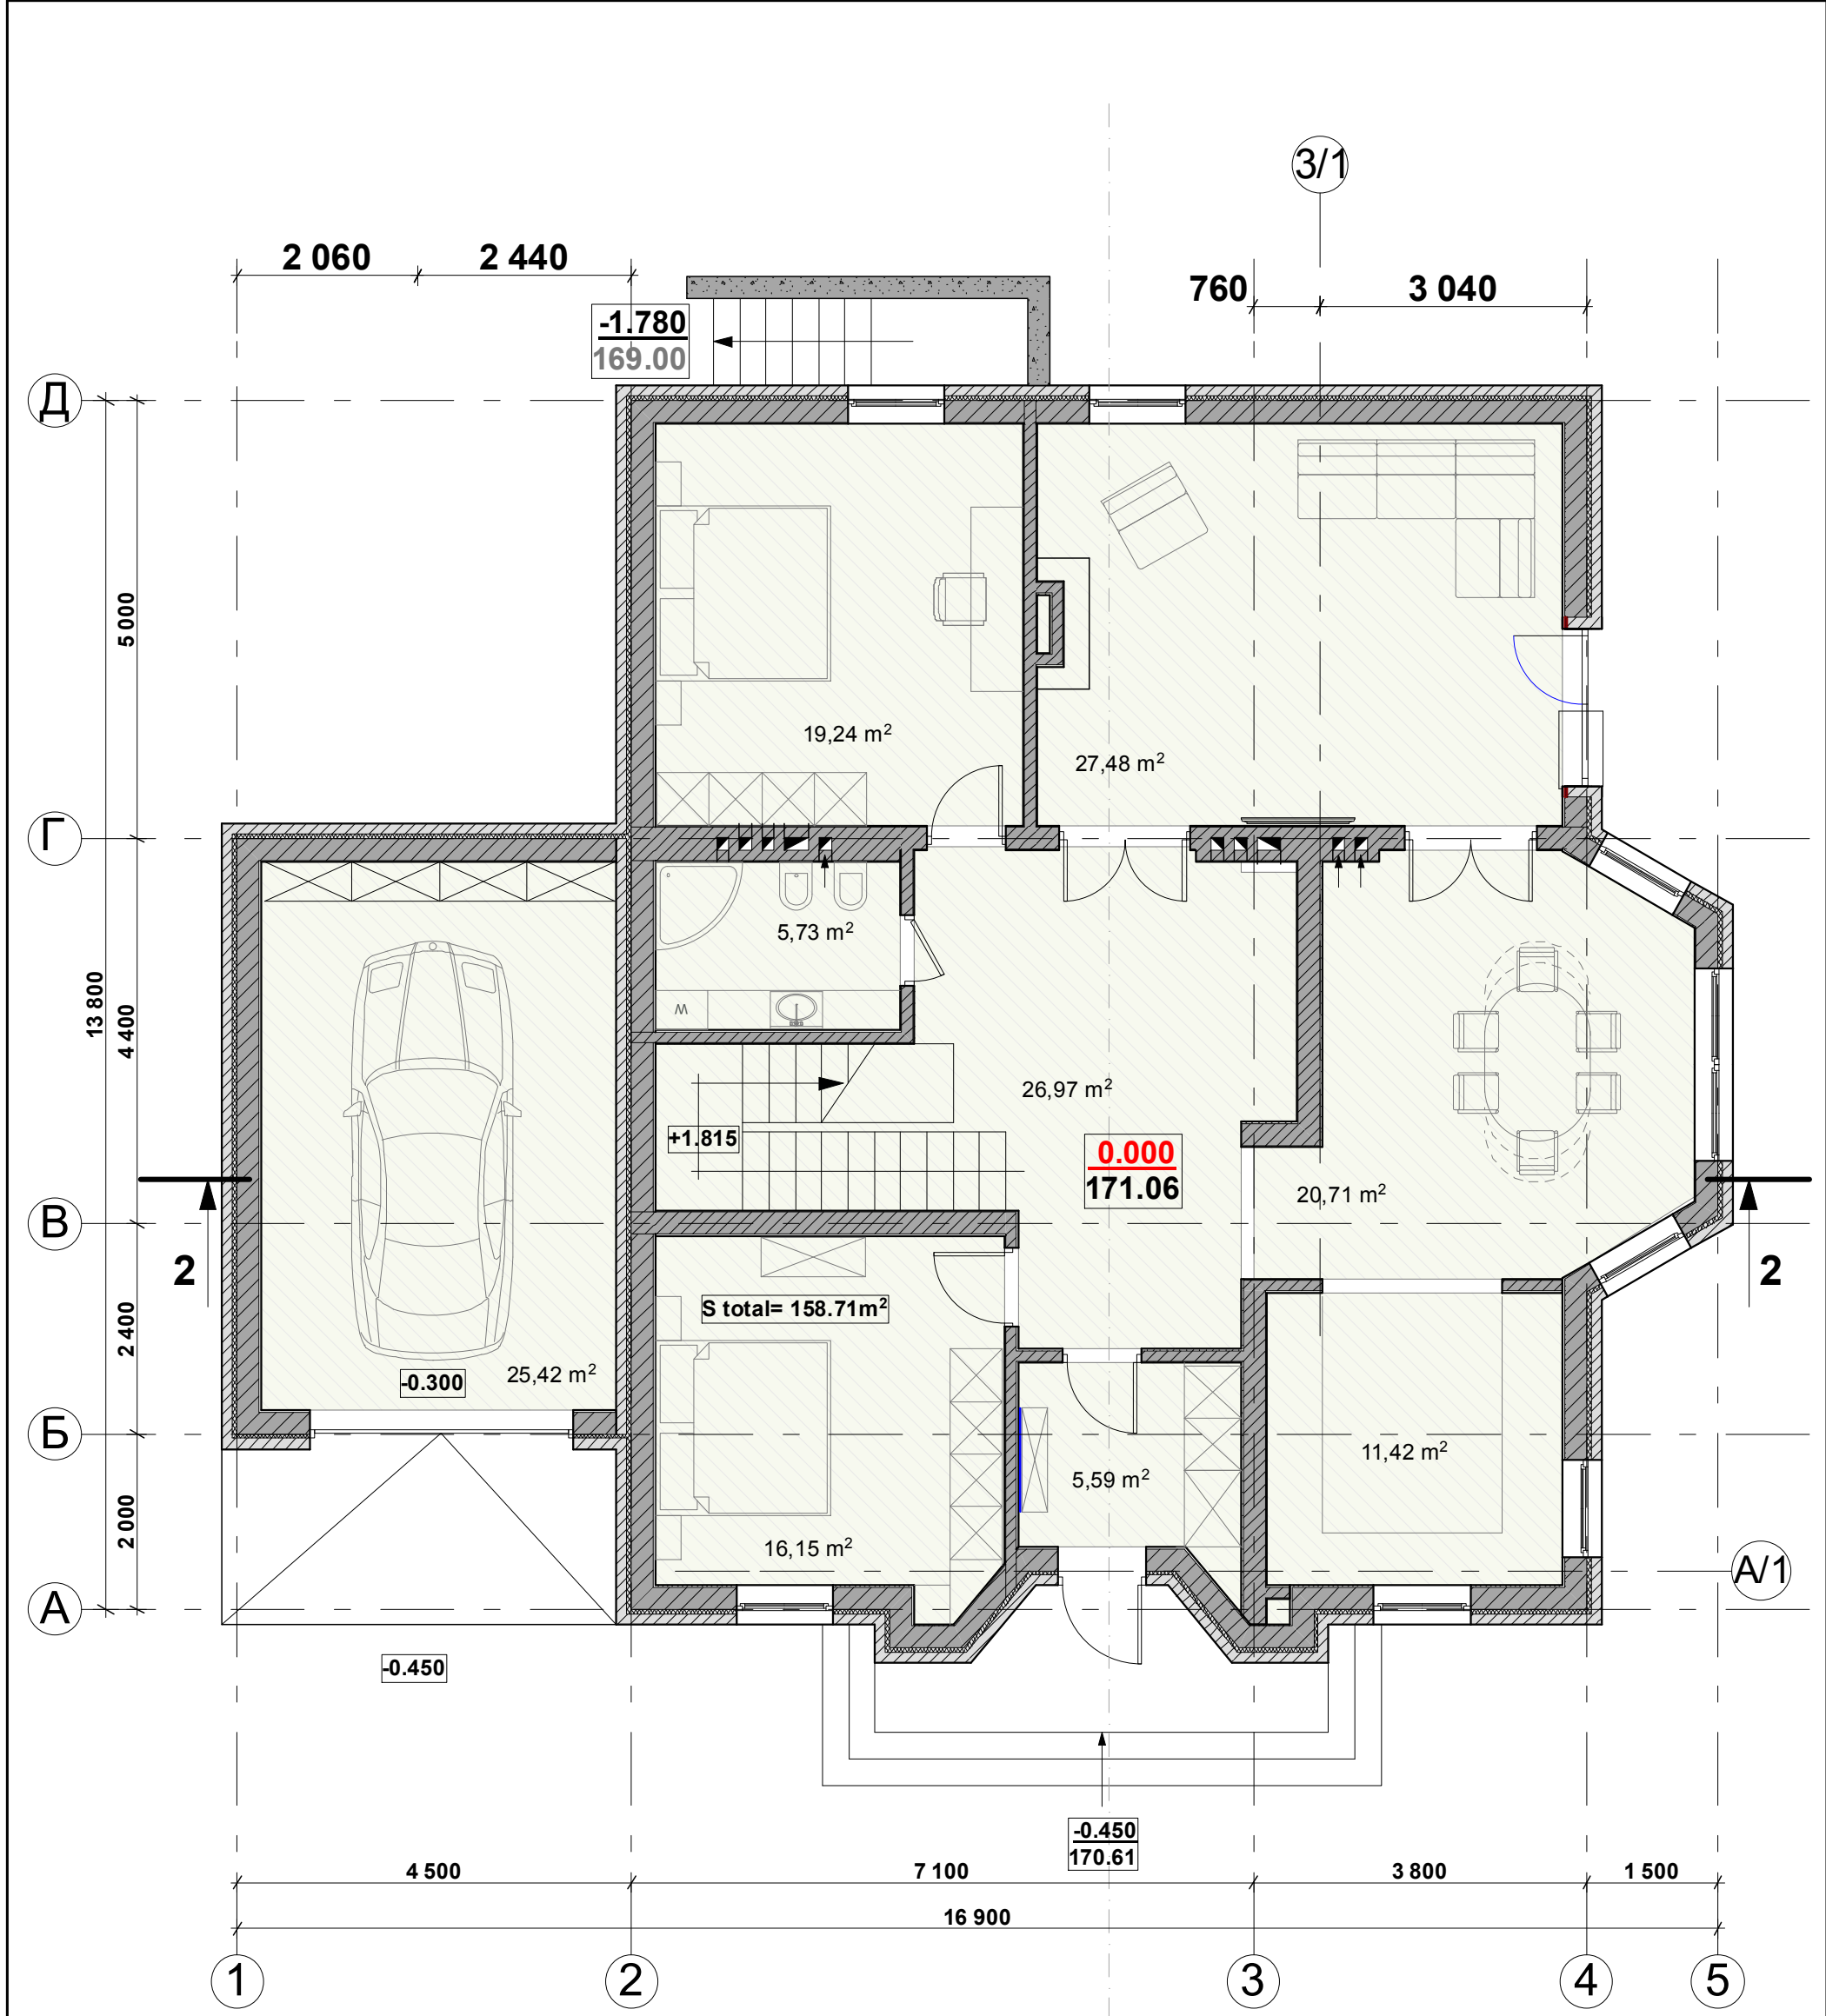 3/1
2 060
2 440
760
3 040
-1.780
169.00
Д
5 000
19,24 m²
27,48 m²
Г
5,73 m²
W
13 800
4 400
26,97 m²
+1.815
0.000
171.06
20,71 m²
В
2
2
S total= 158.71m²
2 400
25,42 m²
-0.300
Б
11,42 m²
5,59 m²
2 000
16,15 m²
А/1
А
-0.450
-0.450
170.61
4 500
7 100
3 800
1 500
16 900
1
2
3
4
5